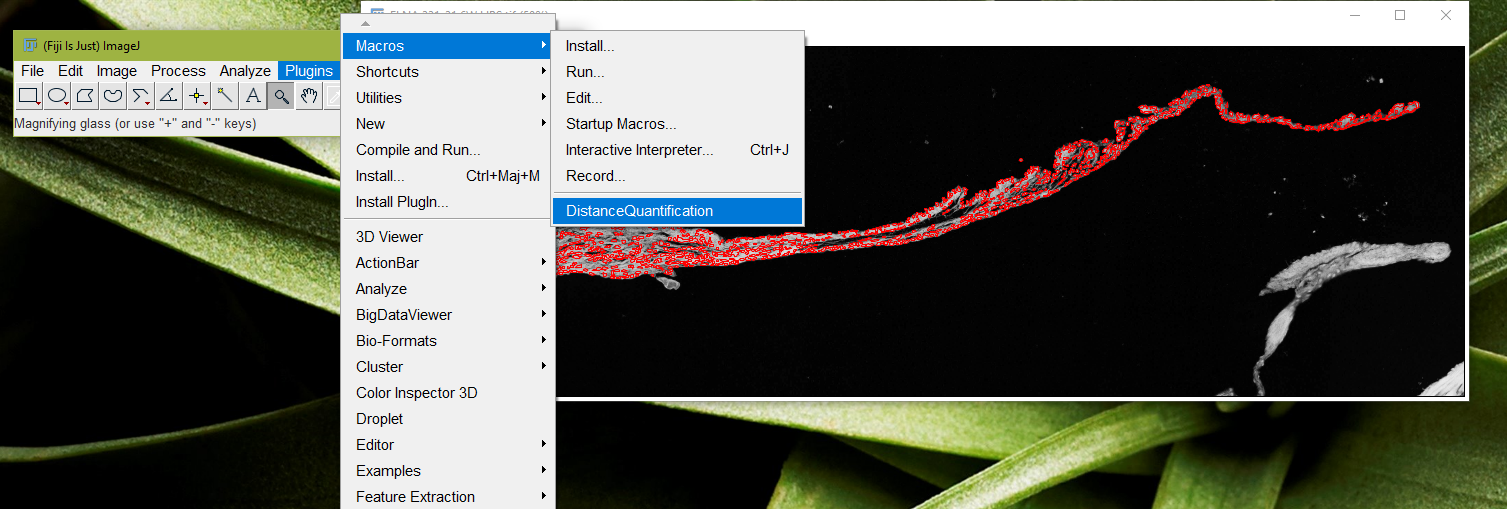 (Fiji Is Just) ImageJ
File Edit Image Process Analyze Plugins
Magnifying glass (or use "+" and "-" keys)
Macros
Shortcuts
Utilities
New
Compile and Run...
Install... Ctrl+Maj+M
Install PlugIn...
3D Viewer
ActionBar
Analyze
BigDataViewer
Bio-Formats
Cluster
Color Inspector 3D
Droplet
Editor
Examples
Feature Extraction
Install...
Run...
Edit...
Startup Macros...
Interactive Interpreter... Ctrl+J
Record...
DistanceQuantification